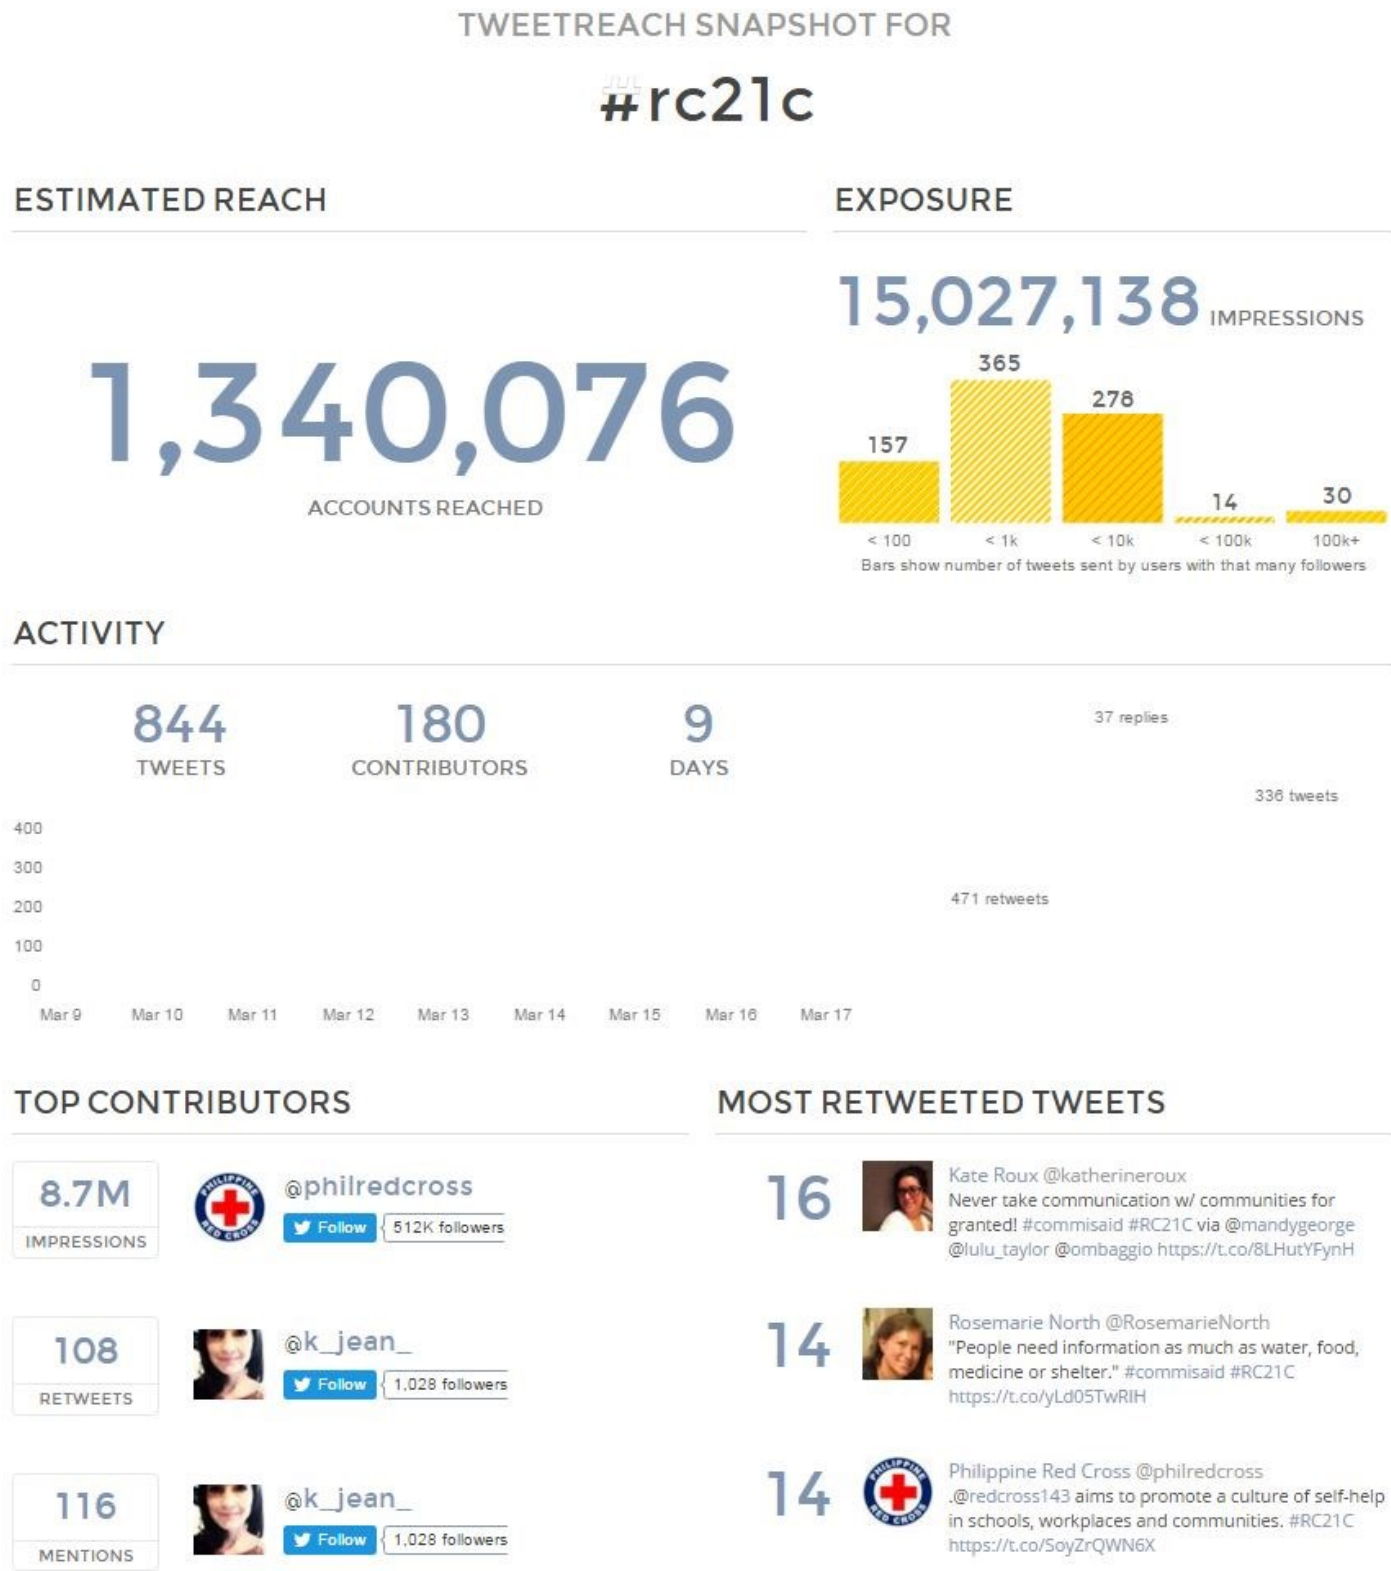 TWEETREACH SNAPSHOT FOR
#rc21c
ESTIMATED REACH
1,340,076
ACCOUNTS REACHED
EXPOSURE
15,027,138 IMPRESSIONS
157
365
278
14
30
< 100
< 1k
< 10k
< 100k
100k+
Bars show number of tweets sent by users with that many followers
ACTIVITY
844
TWEETS
180
CONTRIBUTORS
9
DAYS
37 replies
336 tweets
471 retweets
400
300
200
100
0
Mar 9
Mar 10
Mar 11
Mar 12
Mar 13
Mar 14
Mar 15
Mar 16
Mar 17
TOP CONTRIBUTORS
8.7M
IMPRESSIONS
PHILIPPINE
RED CROSS
@philredcross
Follow
512K followers
108
RETWEETS
@k_jean_
Follow
1,028 followers
116
MENTIONS
@k_jean_
Follow
1,028 followers
MOST RETWEETED TWEETS
16
Kate Roux @katherineroux
Never take communication w/ communities for
granted! #commisaid #RC21C via @mandygeorge
@lulu_taylor @ombaggio https://t.co/8LHutYFynH
14
Rosemarie North @RosemarieNorth
"People need information as much as water, food,
medicine or shelter." #commisaid #RC21C
https://t.co/yLd05TwRIH
14
PHILIPPINE
RED CROSS
Philippine Red Cross @philredcross
.@redcross143 aims to promote a culture of self-help
in schools, workplaces and communities. #RC21C
https://t.co/SoyZrQWN6X